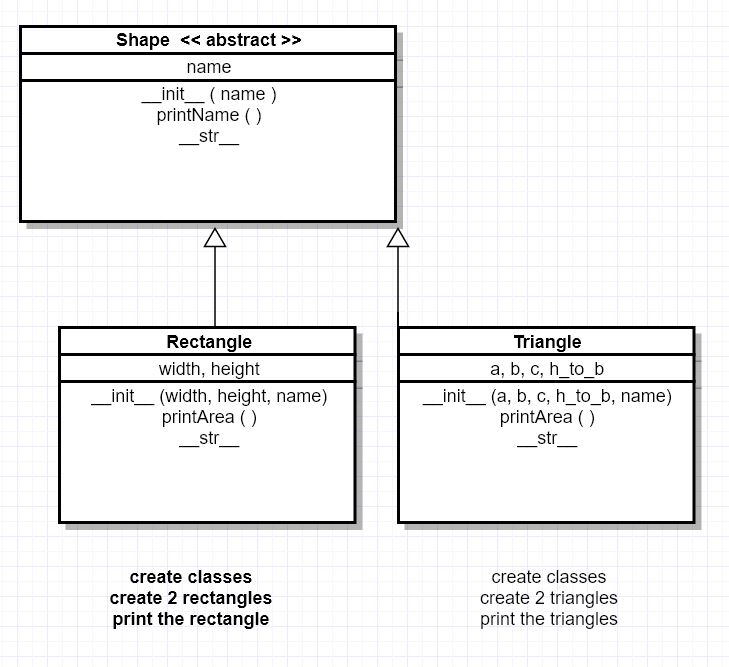 Shape << abstract >>
name
__init__ ( name )
printName ( )
__str__
Rectangle
width, height
__init__ (width, height, name)
printArea ( )
__str__
Triangle
a, b, c, h_to_b
__init__ (a, b, c, h_to_b, name)
printArea ( )
__str__
create classes
create 2 rectangles
print the rectangle
create classes
create 2 triangles
print the triangles